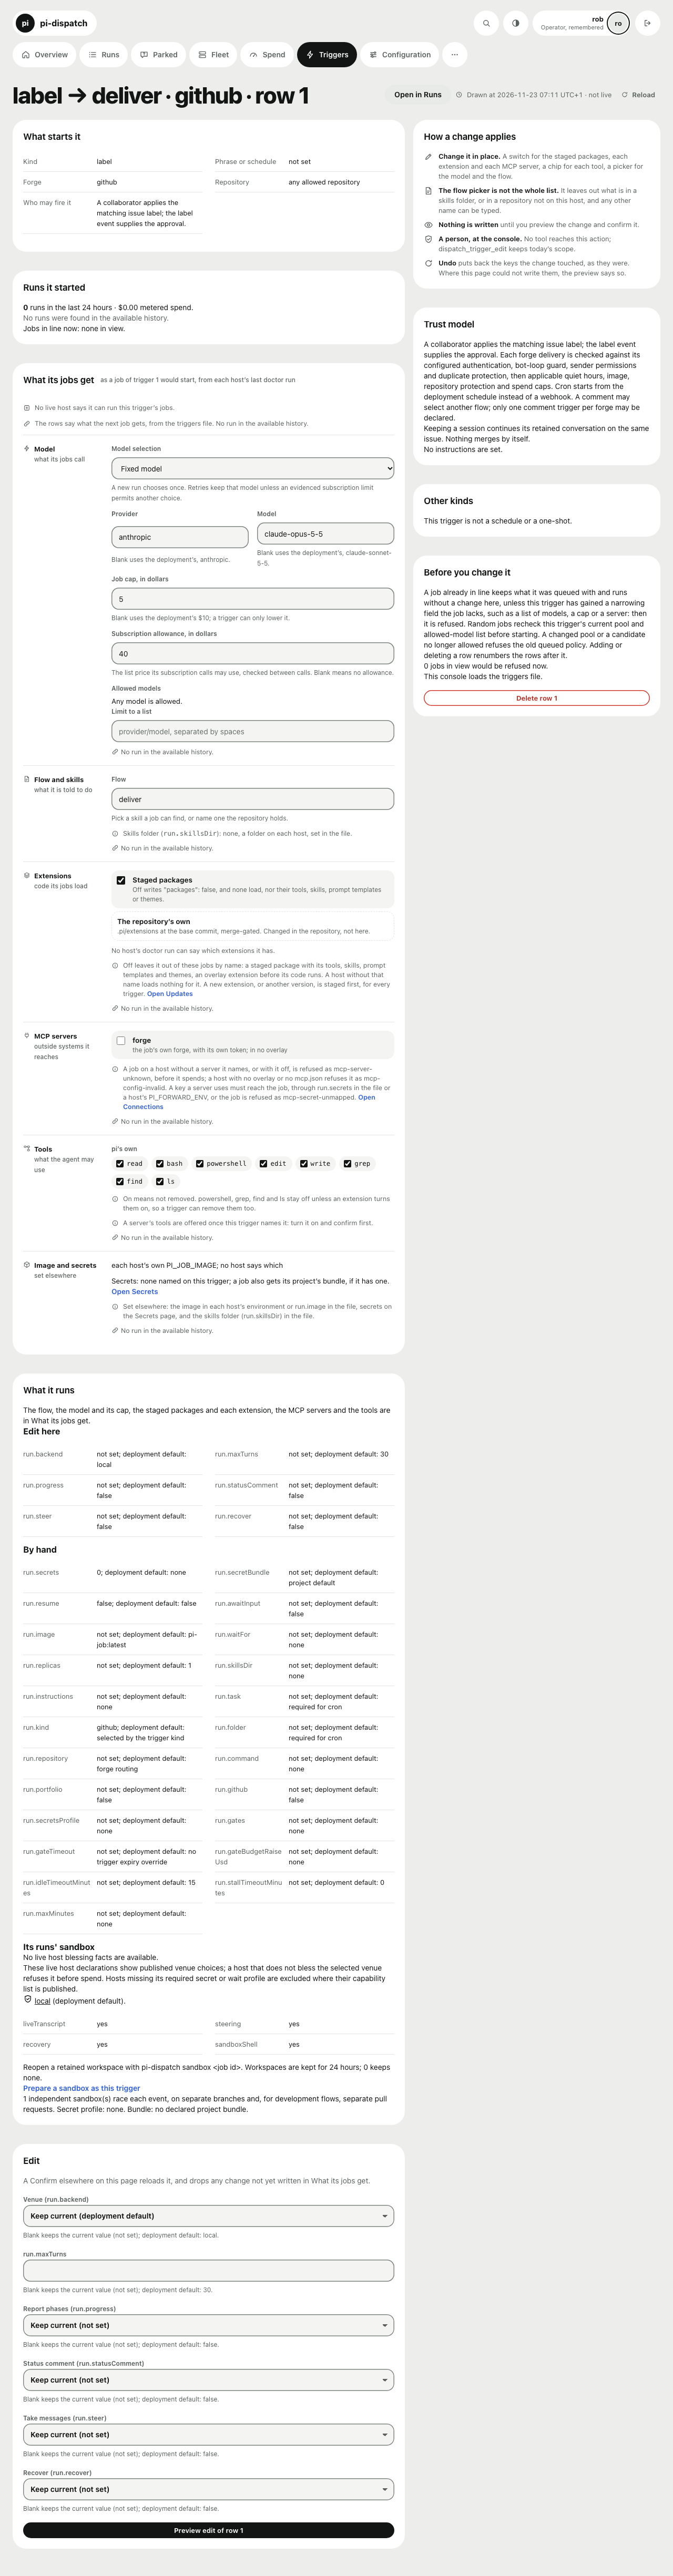 pi
pi-dispatch
rob
Operator, remembered
ro
Overview
Runs
Parked
Fleet
Spend
Triggers
Configuration
label → deliver · github · row 1
Open in Runs
Drawn at 2026-11-23 07:11 UTC+1 · not live
Reload
What starts it
Kind
label
Phrase or schedule
not set
Forge
github
Repository
any allowed repository
Who may fire it
A collaborator applies the
matching issue label; the label
event supplies the approval.
Runs it started
0 runs in the last 24 hours · $0.00 metered spend.
No runs were found in the available history.
Jobs in line now: none in view.
What its jobs get
as a job of trigger 1 would start, from each host's last doctor run
No live host says it can run this trigger's jobs.
The rows say what the next job gets, from the triggers file. No run in the available history.
Model
what its jobs call
Model selection
Fixed model
A new run chooses once. Retries keep that model unless an evidenced subscription limit
permits another choice.
Provider
Model
anthropic
claude-opus-5-5
Blank uses the deployment's, anthropic.
Blank uses the deployment's, claude-sonnet-
5-5.
Job cap, in dollars
5
Blank uses the deployment's $10; a trigger can only lower it.
Subscription allowance, in dollars
40
The list price its subscription calls may use, checked between calls. Blank means no allowance.
Allowed models
Any model is allowed.
Limit to a list
provider/model, separated by spaces
No run in the available history.
Flow and skills
what it is told to do
Flow
deliver
Pick a skill a job can find, or name one the repository holds.
Skills folder (run.skillsDir): none, a folder on each host, set in the file.
No run in the available history.
Extensions
code its jobs load
Staged packages
Off writes "packages": false, and none load, nor their tools, skills, prompt templates
or themes.
The repository's own
.pi/extensions at the base commit, merge-gated. Changed in the repository, not here.
No host's doctor run can say which extensions it has.
Off leaves it out of these jobs by name: a staged package with its tools, skills, prompt
templates and themes, an overlay extension before its code runs. A host without that
name loads nothing for it. A new extension, or another version, is staged first, for every
trigger. Open Updates
No run in the available history.
MCP servers
outside systems it
reaches
forge
the job's own forge, with its own token; in no overlay
A job on a host without a server it names, or with it off, is refused as mcp-server-
unknown, before it spends; a host with no overlay or no mcp.json refuses it as mcp-
config-invalid. A key a server uses must reach the job, through run.secrets in the file or
a host's PI_FORWARD_ENV, or the job is refused as mcp-secret-unmapped. Open
Connections
No run in the available history.
Tools
what the agent may
use
pi's own
read
bash
powershell
edit
write
grep
find
ls
On means not removed. powershell, grep, find and ls stay off unless an extension turns
them on, so a trigger can remove them too.
A server's tools are offered once this trigger names it: turn it on and confirm first.
No run in the available history.
Image and secrets
set elsewhere
each host's own PI_JOB_IMAGE; no host says which
Secrets: none named on this trigger; a job also gets its project's bundle, if it has one.
Open Secrets
Set elsewhere: the image in each host's environment or run.image in the file, secrets on
the Secrets page, and the skills folder (run.skillsDir) in the file.
No run in the available history.
What it runs
The flow, the model and its cap, the staged packages and each extension, the MCP servers and the tools are
in What its jobs get.
Edit here
run.backend
not set; deployment default:
local
run.maxTurns
not set; deployment default: 30
run.progress
not set; deployment default:
false
run.statusComment
not set; deployment default:
false
run.steer
not set; deployment default:
false
run.recover
not set; deployment default:
false
By hand
run.secrets
0; deployment default: none
run.secretBundle
not set; deployment default:
project default
run.resume
false; deployment default: false
run.awaitInput
not set; deployment default:
false
run.image
not set; deployment default: pi-
job:latest
run.waitFor
not set; deployment default:
none
run.replicas
not set; deployment default: 1
run.skillsDir
not set; deployment default:
none
run.instructions
not set; deployment default:
none
run.task
not set; deployment default:
required for cron
run.kind
github; deployment default:
selected by the trigger kind
run.folder
not set; deployment default:
required for cron
run.repository
not set; deployment default:
forge routing
run.command
not set; deployment default:
none
run.portfolio
not set; deployment default:
false
run.github
not set; deployment default:
false
run.secretsProfile
not set; deployment default:
none
run.gates
not set; deployment default:
none
run.gateTimeout
not set; deployment default: no
trigger expiry override
run.gateBudgetRaise
Usd
not set; deployment default:
none
run.idleTimeoutMinut
es
not set; deployment default: 15
run.stallTimeoutMinu
tes
not set; deployment default: 0
run.maxMinutes
not set; deployment default:
none
Its runs' sandbox
No live host blessing facts are available.
These live host declarations show published venue choices; a host that does not bless the selected venue
refuses it before spend. Hosts missing its required secret or wait profile are excluded where their capability
list is published.
local (deployment default).
liveTranscript
yes
steering
yes
recovery
yes
sandboxShell
yes
Reopen a retained workspace with pi-dispatch sandbox <job id>. Workspaces are kept for 24 hours; 0 keeps
none.
Prepare a sandbox as this trigger
1 independent sandbox(s) race each event, on separate branches and, for development flows, separate pull
requests. Secret profile: none. Bundle: no declared project bundle.
Edit
A Confirm elsewhere on this page reloads it, and drops any change not yet written in What its jobs get.
Venue (run.backend)
Keep current (deployment default)
Blank keeps the current value (not set); deployment default: local.
run.maxTurns
Blank keeps the current value (not set); deployment default: 30.
Report phases (run.progress)
Keep current (not set)
Blank keeps the current value (not set); deployment default: false.
Status comment (run.statusComment)
Keep current (not set)
Blank keeps the current value (not set); deployment default: false.
Take messages (run.steer)
Keep current (not set)
Blank keeps the current value (not set); deployment default: false.
Recover (run.recover)
Keep current (not set)
Blank keeps the current value (not set); deployment default: false.
Preview edit of row 1
How a change applies
Change it in place. A switch for the staged packages, each
extension and each MCP server, a chip for each tool, a picker for
the model and the flow.
The flow picker is not the whole list. It leaves out what is in a
skills folder, or in a repository not on this host, and any other
name can be typed.
Nothing is written until you preview the change and confirm it.
A person, at the console. No tool reaches this action;
dispatch_trigger_edit keeps today's scope.
Undo puts back the keys the change touched, as they were.
Where this page could not write them, the preview says so.
Trust model
A collaborator applies the matching issue label; the label event
supplies the approval. Each forge delivery is checked against its
configured authentication, bot-loop guard, sender permissions
and duplicate protection, then applicable quiet hours, image,
repository protection and spend caps. Cron starts from the
deployment schedule instead of a webhook. A comment may
select another flow; only one comment trigger per forge may be
declared.
Keeping a session continues its retained conversation on the same
issue. Nothing merges by itself.
No instructions are set.
Other kinds
This trigger is not a schedule or a one-shot.
Before you change it
A job already in line keeps what it was queued with and runs
without a change here, unless this trigger has gained a narrowing
field the job lacks, such as a list of models, a cap or a server: then
it is refused. Random jobs recheck this trigger's current pool and
allowed-model list before starting. A changed pool or a candidate
no longer allowed refuses the old queued policy. Adding or
deleting a row renumbers the rows after it.
0 jobs in view would be refused now.
This console loads the triggers file.
Delete row 1